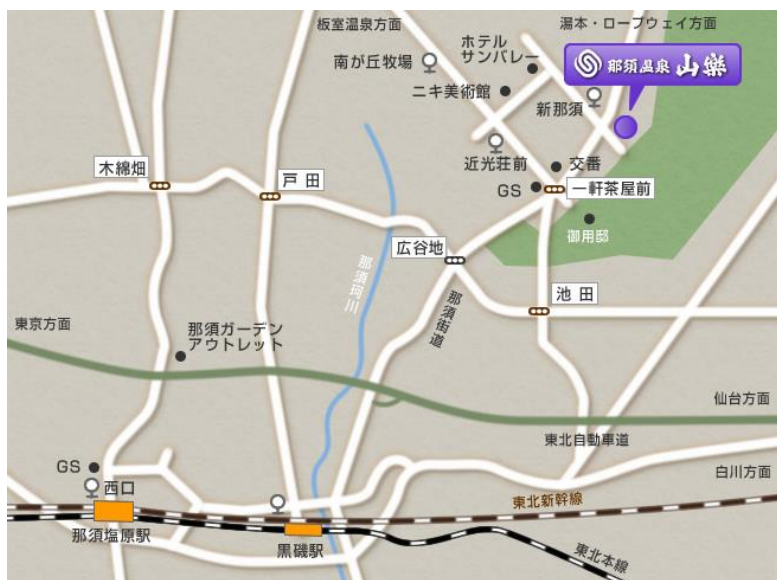 板室温泉方面
湯本・ロープウェイ方面
南が丘牧場
ホテル
サンバレー
那須温泉 山樂
ニキ美術館
新那須
近光荘前
交番
木綿畑
戸田
GS
一軒茶屋前
広谷地
御用邸
那須珂川
那須街道
池田
東京方面
那須ガーデン
アウトレット
仙台方面
東北自動車道
GS
西口
白川方面
東北新幹線
那須塩原駅
黒磯駅
東北本線